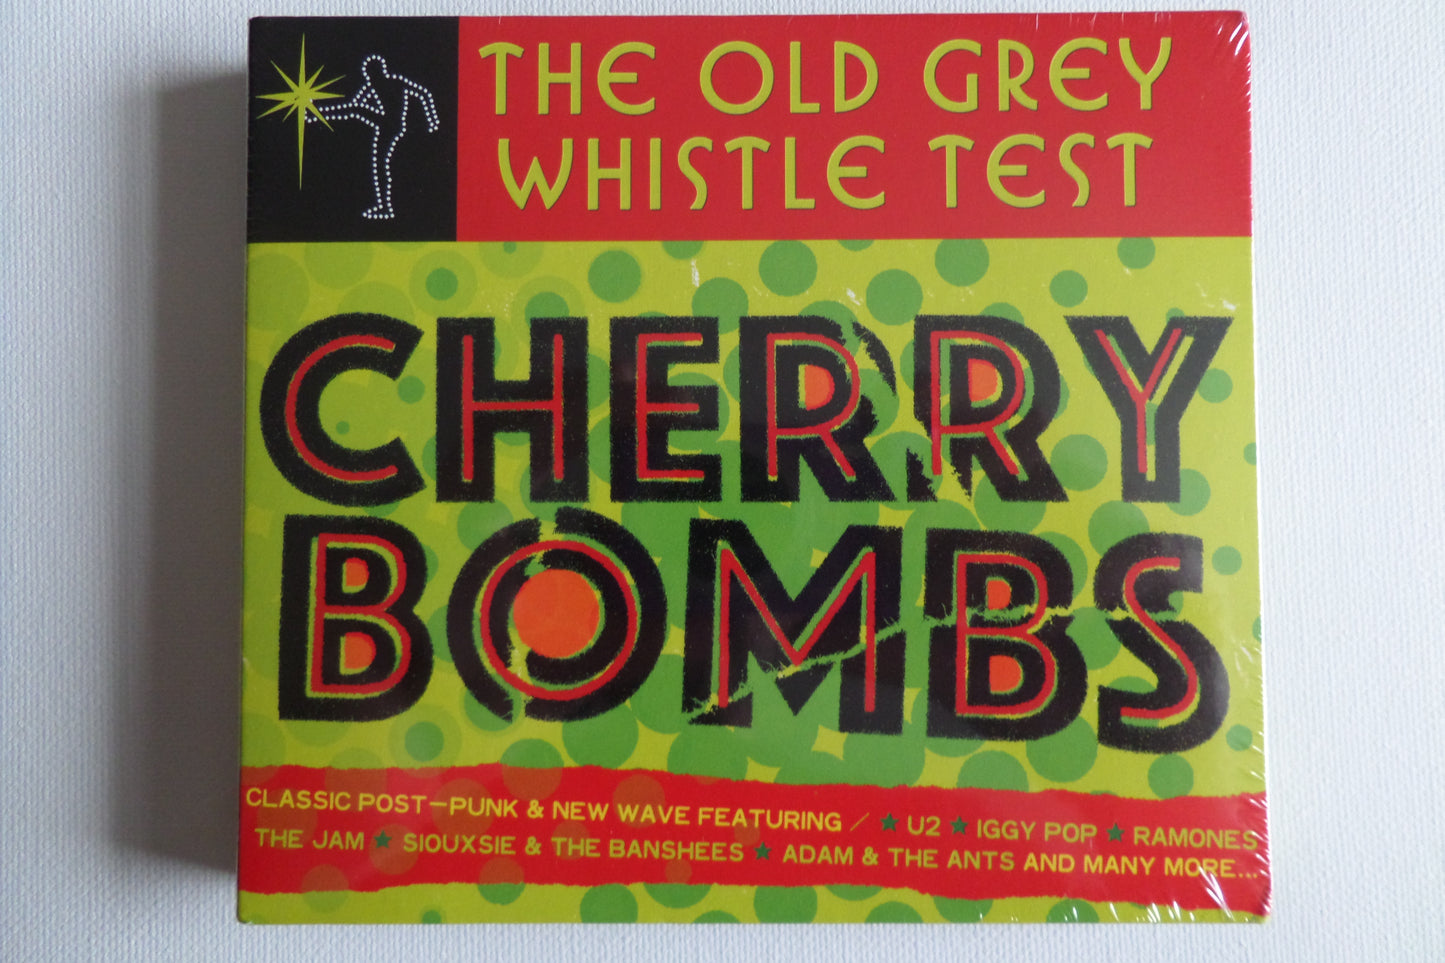 THE OLD GREY
WHISTLE TEST
CHERRY
BOMBS
CLASSIC POST-PUNK & NEW WAVE FEATURING / ★ U2 ★ IGGY POP ★ RAMONES
THE JAM ★ SIOUXSIE & THE BANSHEES ★ ADAM & THE ANTS AND MANY MORE...